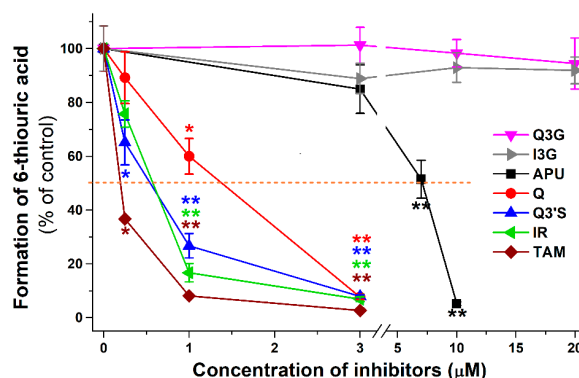 Formation of 6-thiouric acid
(% of control)
120
100
80
60
40
20
0
*
*
*
**
**
**
**
**
**
**
**
**
Q3G
I3G
APU
Q
Q3'S
IR
TAM
0 1 2 3 5 10 15 20
Concentration of inhibitors (μM)